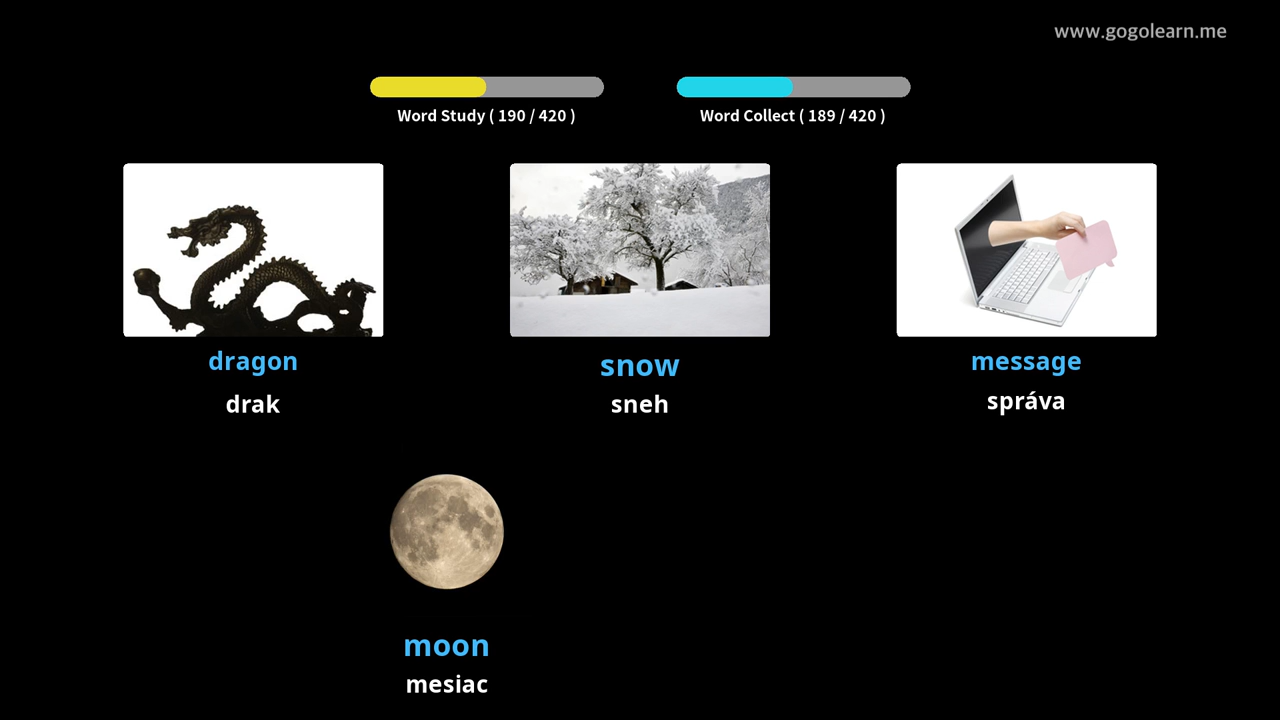 www.gogolearn.me
Word Study ( 190 / 420 )
Word Collect ( 189 / 420 )
dragon
drak
snow
sneh
message
správa
moon
mesiac